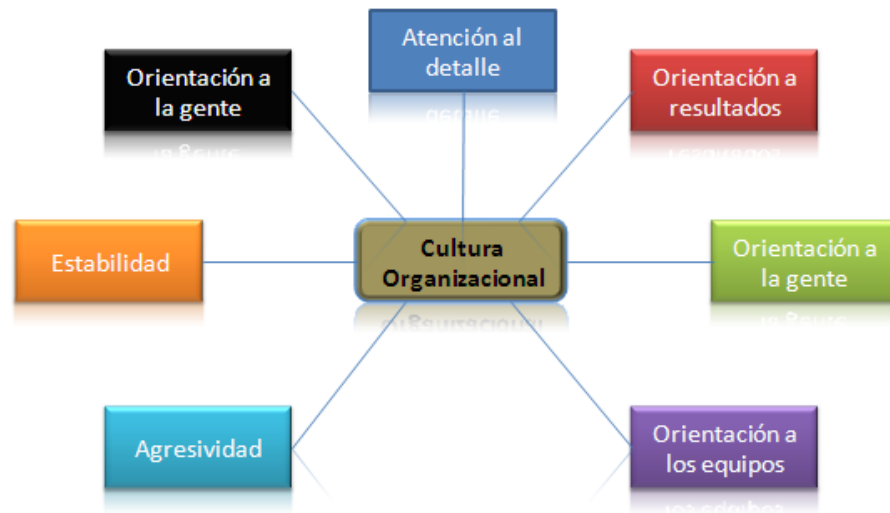 Atención al
detalle
Orientación a
la gente
Orientación a
resultados
Estabilidad
Cultura
Organizacional
Orientación a
la gente
Agresividad
Orientación a
los equipos